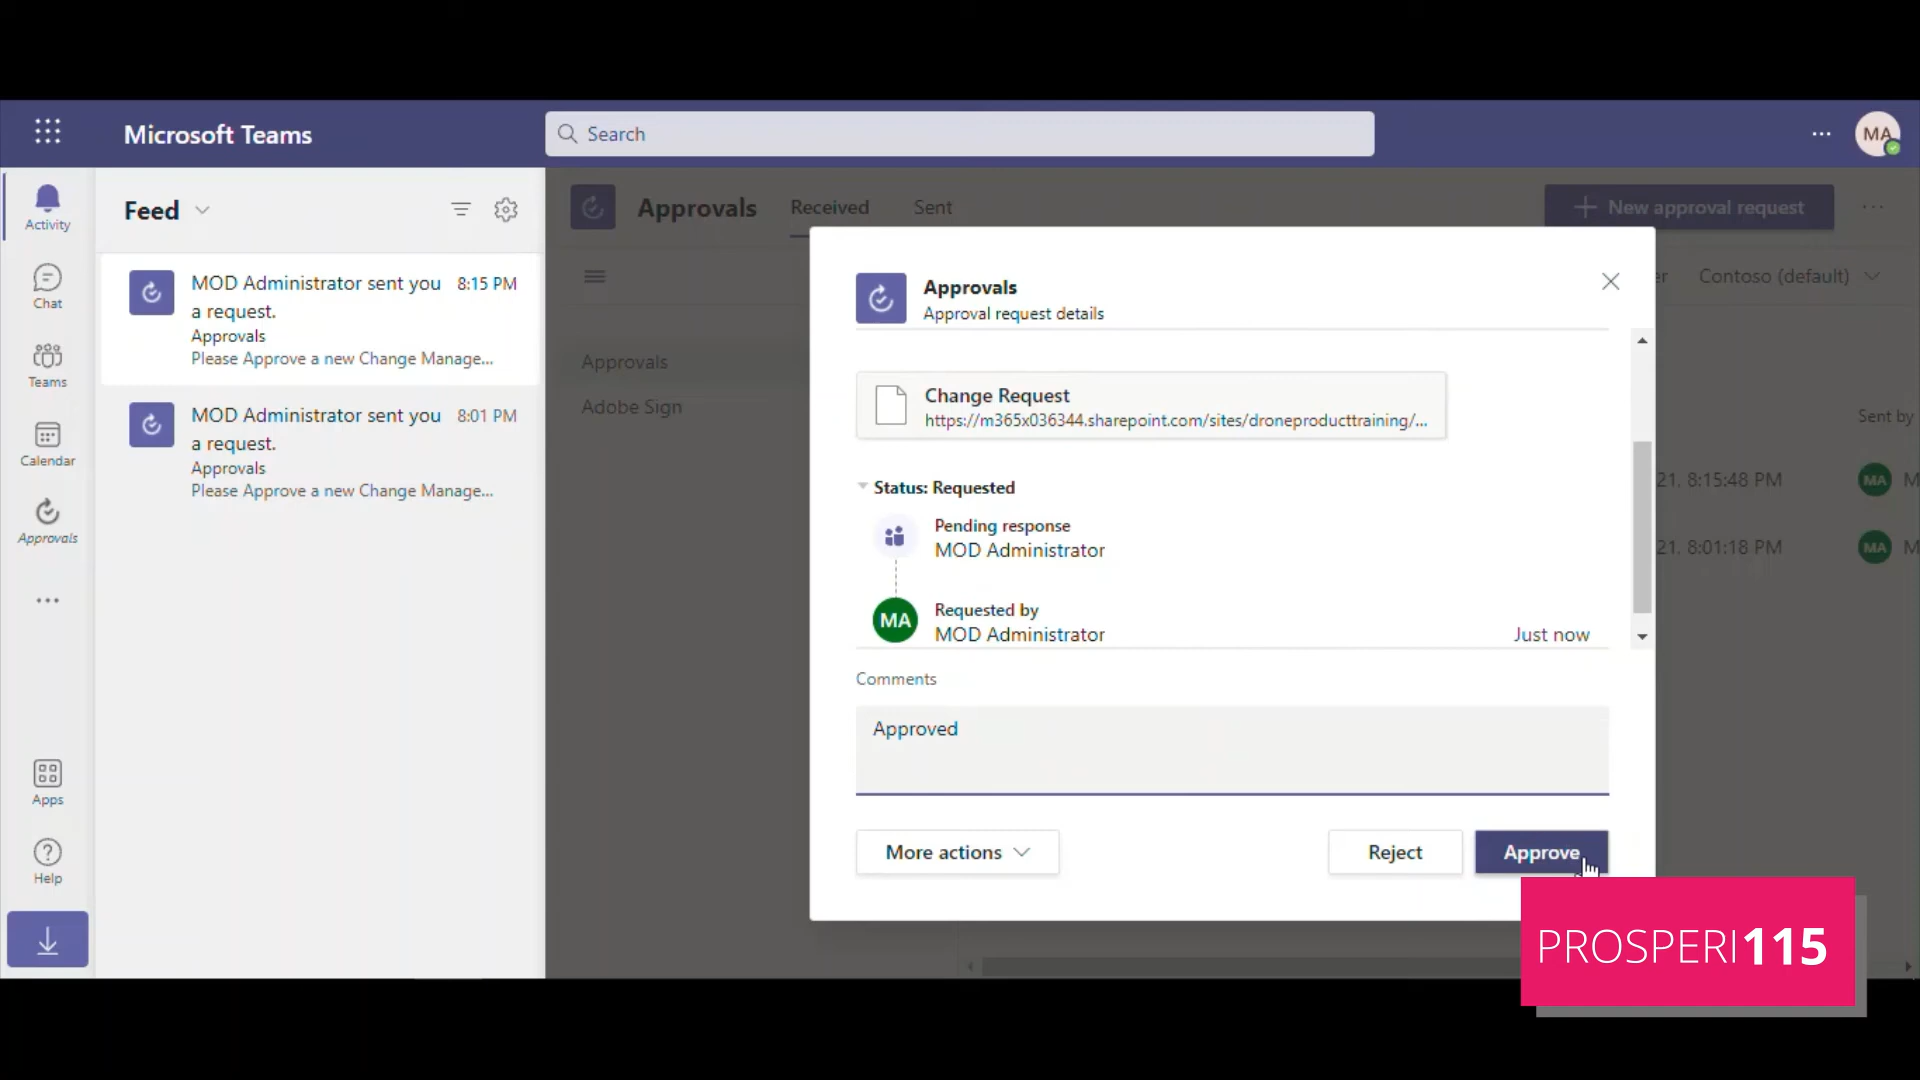 Microsoft Teams
Search
MA
Activity
Chat
Teams
Calendar
Approvals
Apps
Help
Feed
MOD Administrator sent you a request.
8:15 PM
Approvals
Please Approve a new Change Manage...
MOD Administrator sent you a request.
8:01 PM
Approvals
Please Approve a new Change Manage...
Approvals
Received
Sent
New approval request
er
Contoso (default)
Approvals
Adobe Sign
Sent by
21, 8:15:48 PM
MA M
21, 8:01:18 PM
MA M
Approvals
Approval request details
Change Request
https://m365x036344.sharepoint.com/sites/droneproducttraining/...
Status: Requested
Pending response
MOD Administrator
MA
Requested by
MOD Administrator
Just now
Comments
Approved
More actions
Reject
Approve
PROSPERI115